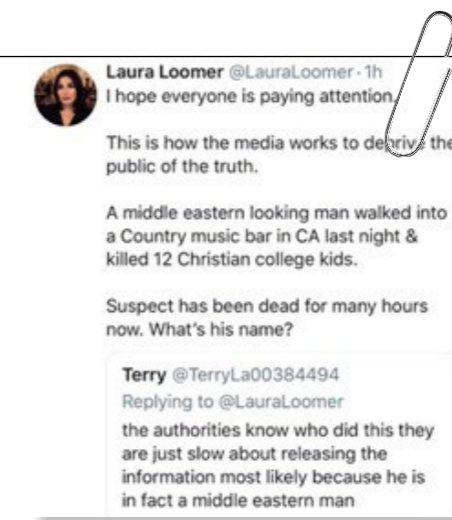 Laura Loomer @LauraLoomer · 1h
I hope everyone is paying attention.
This is how the media works to deprive the
public of the truth.
A middle eastern looking man walked into
a Country music bar in CA last night &
killed 12 Christian college kids.
Suspect has been dead for many hours
now. What's his name?
Terry @TerryLa00384494
Replying to @LauraLoomer
the authorities know who did this they
are just slow about releasing the
information most likely because he is
in fact a middle eastern man